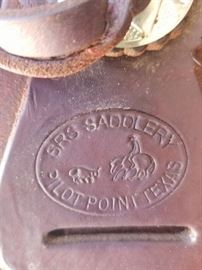 SRS SADDLERY
PILOT POINT TEXAS